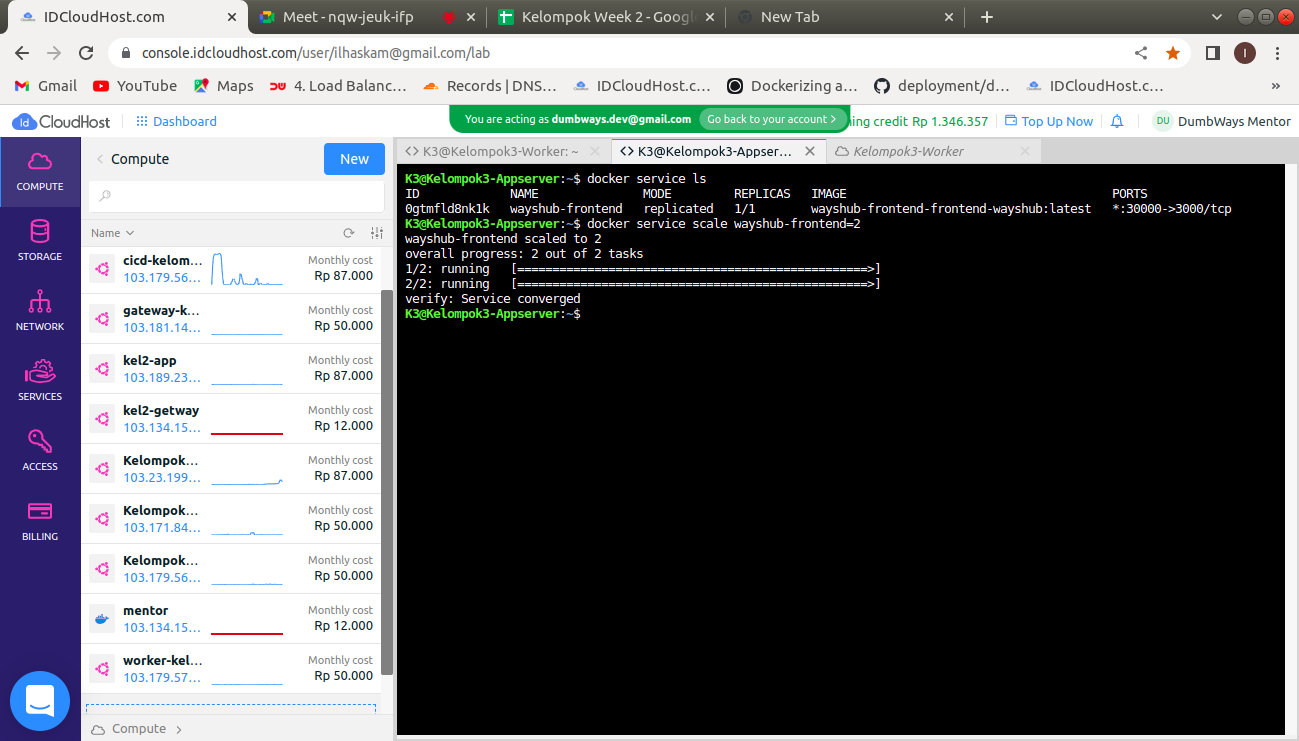 IDCloudHost.com
Meet - nqw-jeuk-ifp
Kelompok Week 2 - Googl
New Tab
console.idcloudhost.com/user/ilhaskam@gmail.com/lab
I
Gmail
YouTube
Maps
4. Load Balanc...
Records | DNS...
IDCloudHost.c...
Dockerizing a...
deployment/d...
IDCloudHost.c...
»
Id CloudHost
Dashboard
You are acting as dumbways.dev@gmail.com
Go back to your account >
ing credit Rp 1.346.357
Top Up Now
DU
DumbWays Mentor
COMPUTE
STORAGE
NETWORK
SERVICES
ACCESS
BILLING
Compute
New
Name
cicd-kelom...
103.179.56...
Monthly cost
Rp 87.000
gateway-k...
103.181.14...
Monthly cost
Rp 50.000
kel2-app
103.189.23...
Monthly cost
Rp 87.000
kel2-getway
103.134.15...
Monthly cost
Rp 12.000
Kelompok...
103.23.199...
Monthly cost
Rp 87.000
Kelompok...
103.171.84...
Monthly cost
Rp 50.000
Kelompok...
103.179.56...
Monthly cost
Rp 50.000
mentor
103.134.15...
Monthly cost
Rp 12.000
worker-kel...
103.179.57...
Monthly cost
Rp 50.000
Compute >
<> K3@Kelompok3-Worker: ~
<> K3@Kelompok3-Appser...
Kelompok3-Worker
K3@Kelompok3-Appserver:~$ docker service ls
ID NAME MODE REPLICAS IMAGE PORTS
0gtmfld8nk1k wayshub-frontend replicated 1/1 wayshub-frontend-frontend-wayshub:latest *:30000->3000/tcp
K3@Kelompok3-Appserver:~$ docker service scale wayshub-frontend=2
wayshub-frontend scaled to 2
overall progress: 2 out of 2 tasks
1/2: running [==================================================>]
2/2: running [==================================================>]
verify: Service converged
K3@Kelompok3-Appserver:~$